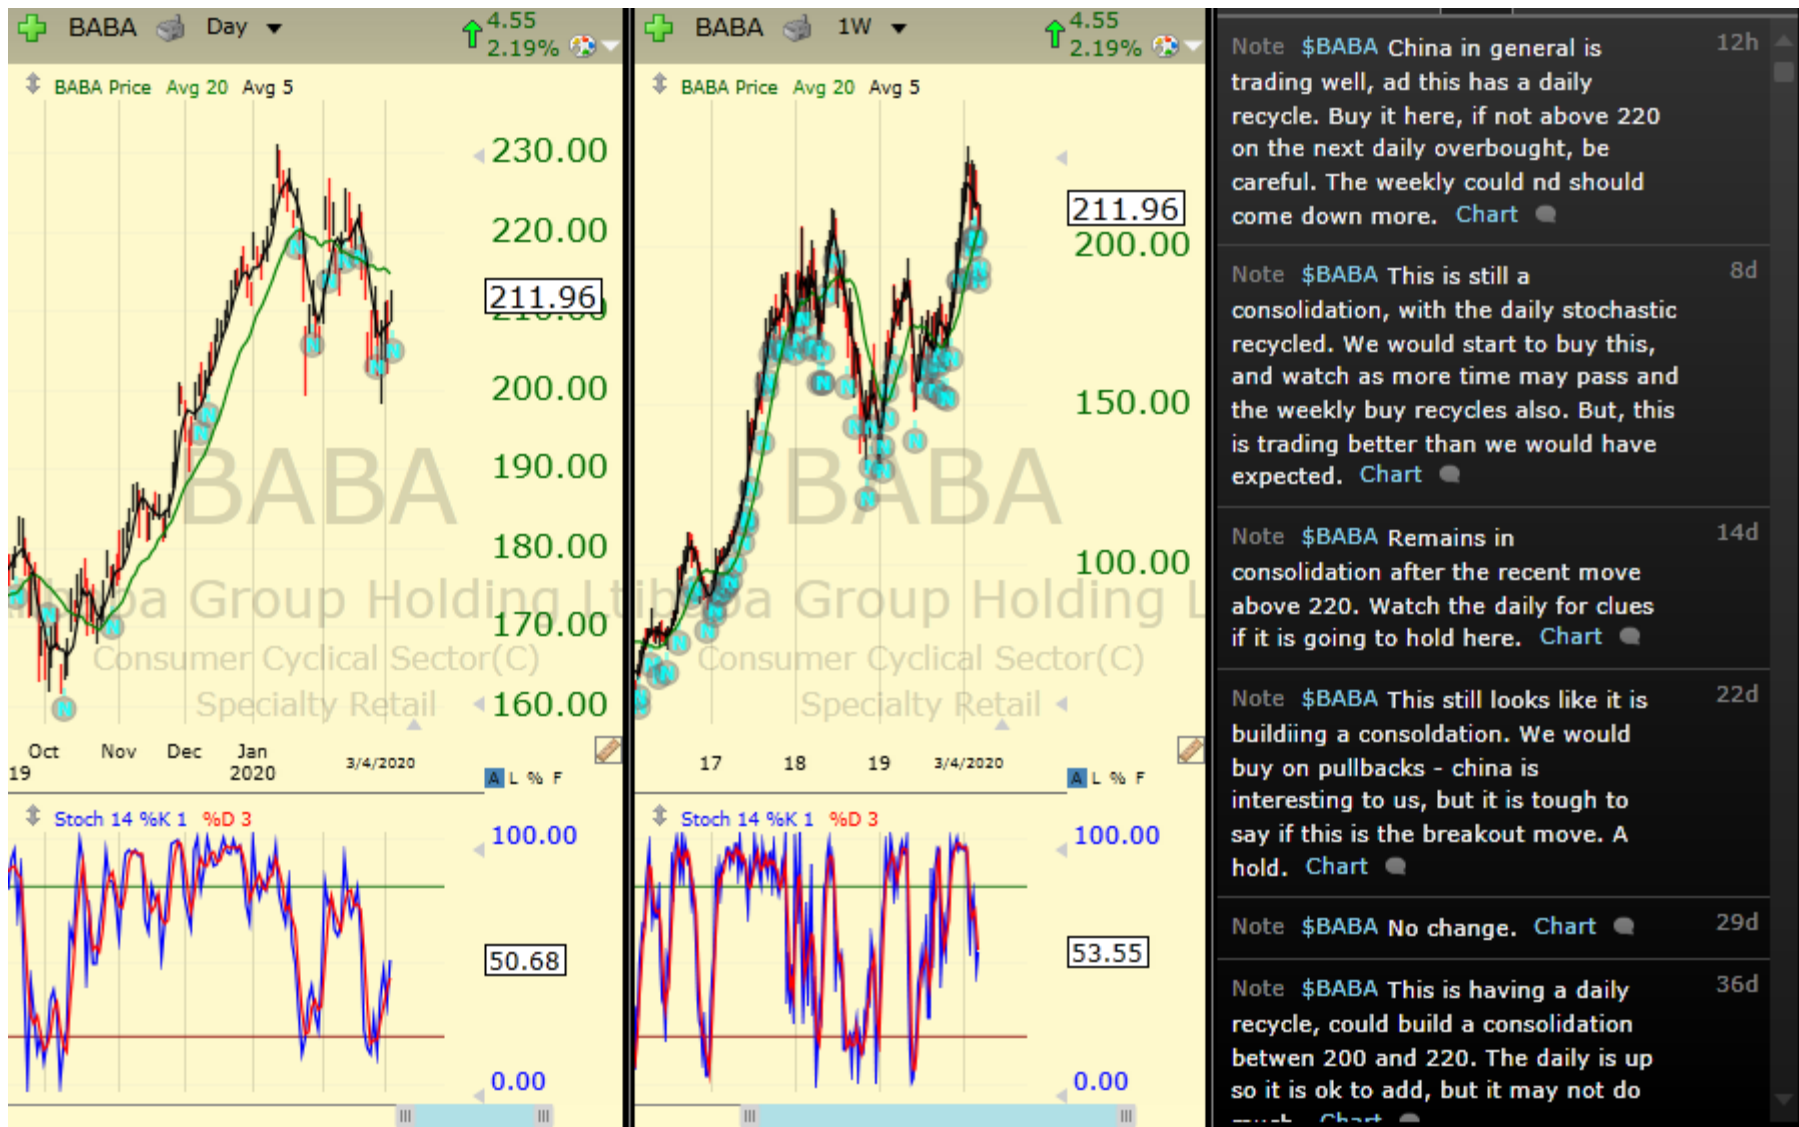 BABA Day 4.55
2.19%
BABA Price Avg 20 Avg 5
230.00
220.00
211.96
200.00
190.00
180.00
170.00
160.00
BABA
Group Holding
Consumer Cyclical Sector(C)
Specialty Retail
Oct Nov Dec Jan
19 2020 3/4/2020
A L % F
Stoch 14 %K 1 %D 3
100.00
50.68
0.00
BABA 1W 4.55
2.19%
BABA Price Avg 20 Avg 5
211.96
200.00
150.00
100.00
BABA
Group Holding
Consumer Cyclical Sector(C)
Specialty Retail
17 18 19 3/4/2020
A L % F
Stoch 14 %K 1 %D 3
100.00
53.55
0.00
Note $BABA China in general is 12h
trading well, ad this has a daily
recycle. Buy it here, if not above 220
on the next daily overbought, be
careful. The weekly could nd should
come down more. Chart
Note $BABA This is still a 8d
consolidation, with the daily stochastic
recycled. We would start to buy this,
and watch as more time may pass and
the weekly buy recycles also. But, this
is trading better than we would have
expected. Chart
Note $BABA Remains in 14d
consolidation after the recent move
above 220. Watch the daily for clues
if it is going to hold here. Chart
Note $BABA This still looks like it is 22d
buildiing a consoldation. We would
buy on pullbacks - china is
interesting to us, but it is tough to
say if this is the breakout move. A
hold. Chart
Note $BABA No change. Chart 29d
Note $BABA This is having a daily 36d
recycle, could build a consolidation
betwen 200 and 220. The daily is up
so it is ok to add, but it may not do
Chart